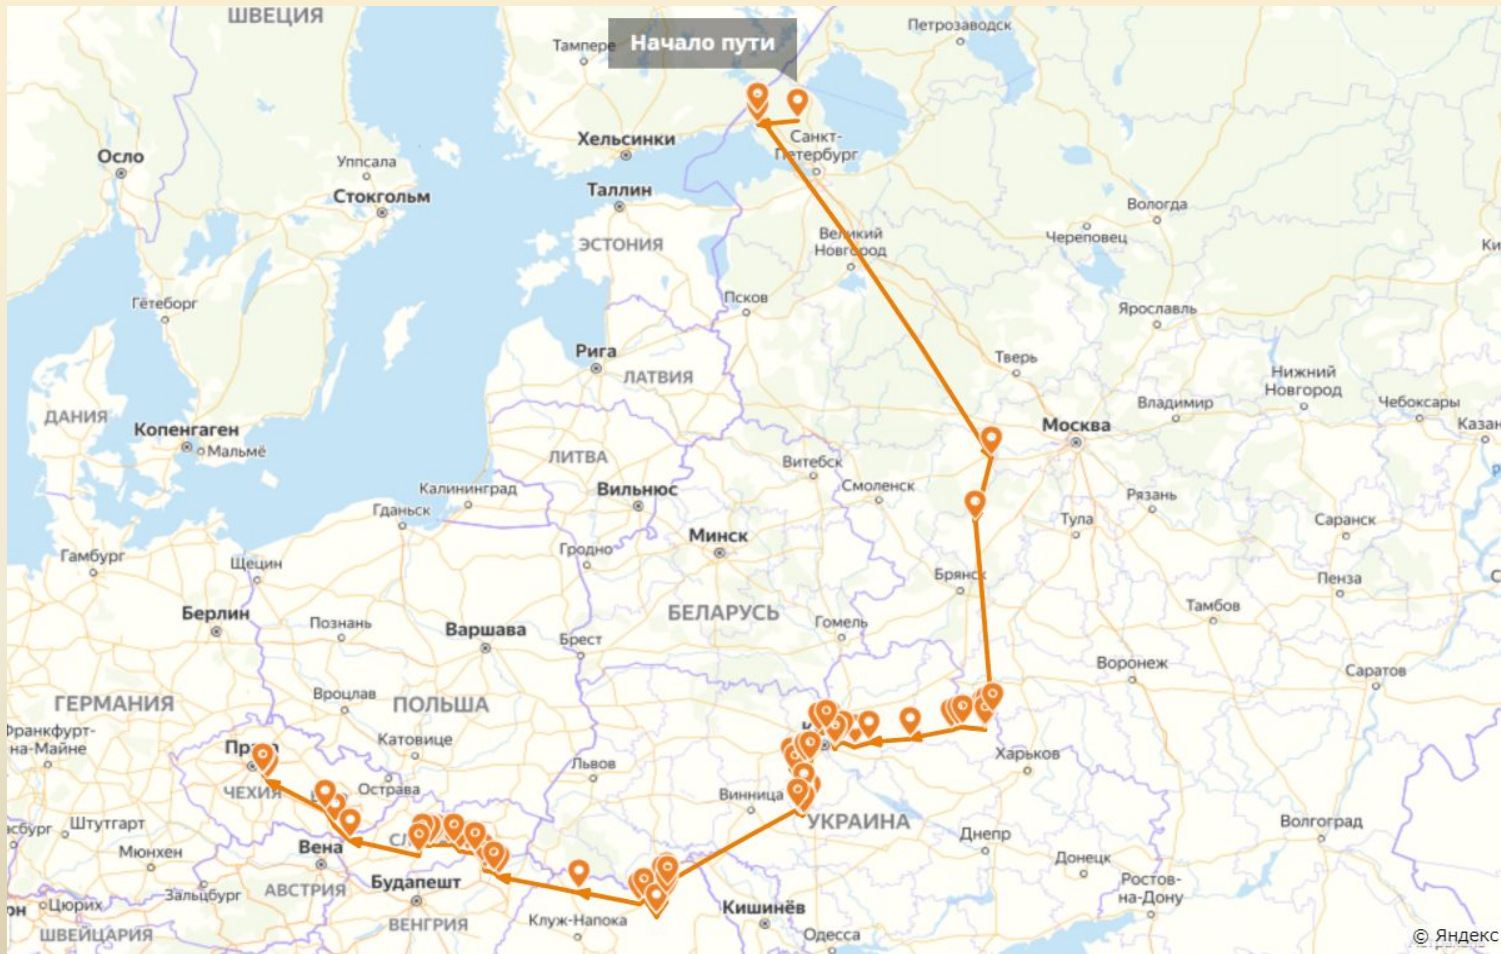 ШВЕЦИЯ
Петрозаводск
Тампере
Начало пути
Санкт-
Петербург
Хельсинки
Осло
Уппсала
Стокгольм
Таллин
Вологда
Великий
Новгород
Череповец
ЭСТОНИЯ
Ки
Псков
Гётеборг
Ярославль
Рига
Тверь
ЛАТВИЯ
Нижний
Новгород
Владимир
Чебоксары
ДАНИЯ
Копенгаген
Мальмё
Москва
Казан
ЛИТВА
Витебск
Калининград
Вильнюс
Смоленск
Рязань
Гданьск
Тула
Саранск
Минск
Гамбург
Щецин
Гродно
Брянск
Пенза
Берлин
Познань
Варшава
Брест
БЕЛАРУСЬ
Гомель
Тамбов
Воронеж
Саратов
ГЕРМАНИЯ
Вроцлав
ПОЛЬША
Франкфурт-
на-Майне
Катовице
Львов
Харьков
ЧЕХИЯ
Острава
Винница
УКРАИНА
Штутгарт
Днепр
Волгоград
Мюнхен
Вена
Донецк
Зальцбург
АВСТРИЯ
Будапешт
Ростов-
на-Дону
Цюрих
Клуж-Напока
Кишинёв
ВЕНГРИЯ
ШВЕЙЦАРИЯ
Одесса
© Яндекс